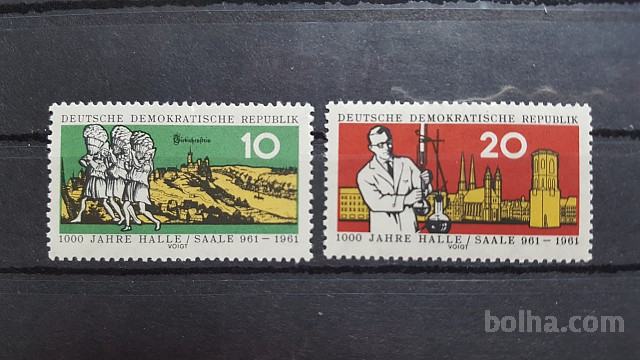 DEUTSCHE DEMOKRATISCHE REPUBLIK
10
Giebichenstein
1000 JAHRE HALLE / SAALE 961 – 1961
VOIGT
DEUTSCHE DEMOKRATISCHE REPUBLIK
20
1000 JAHRE HALLE / SAALE 961 – 1961
VOIGT
bolha.com